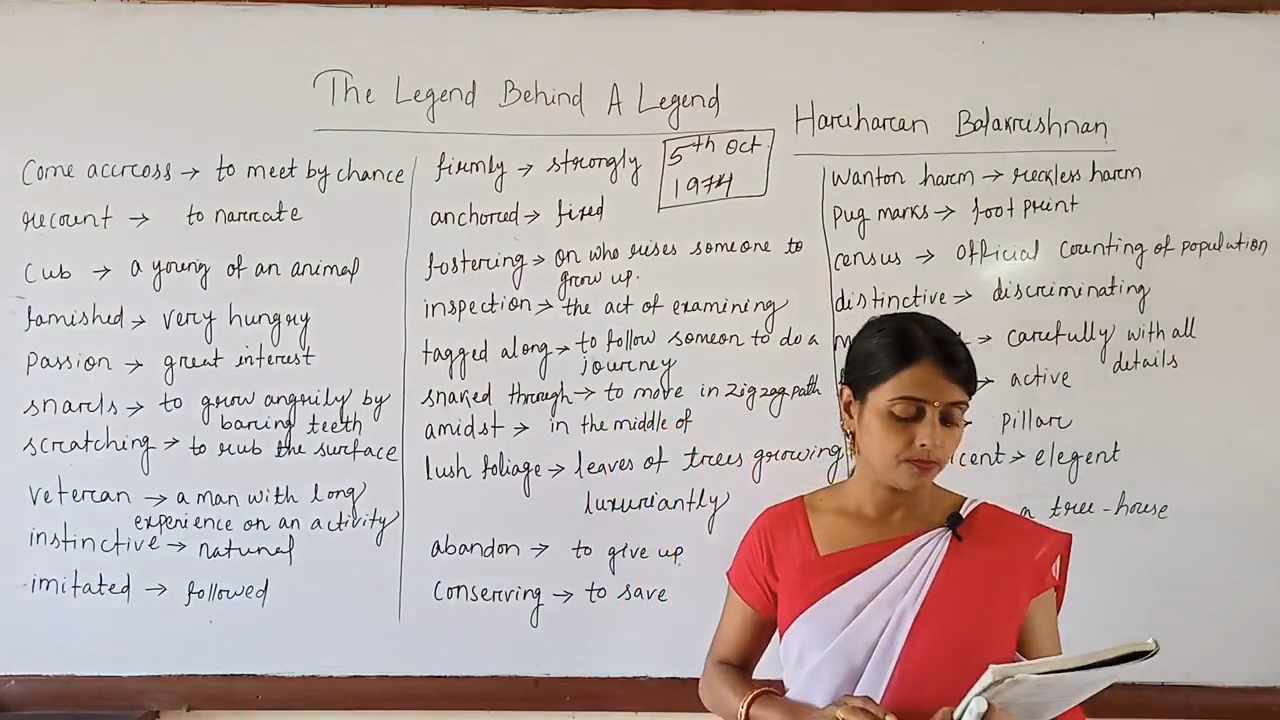 The Legend Behind A Legend
Hariharan Balakrishnan
5th Oct.
1974
Come accross → to meet by chance
recount → to narrate
Cub → a young of an animal
famished → very hungry
Passion → great interest
snarls → to grow angrily by
baring teeth
scratching → to rub the surface
veteran → a man with long
experience on an activity
instinctive → natural
imitated → followed
firmly → strongly
anchored → fixed
fostering → on who rises someone to
grow up.
inspection → the act of examining
tagged along → to follow someon to do a
journey
snaked through → to move in zigzag path
amidst → in the middle of
lush foliage → leaves of trees growing
luxuriantly
abandon → to give up.
Conserving → to save
wanton harm → reckless harm
pug marks → foot print
census → official counting of population
distinctive → discriminating
→ carefully with all
details
→ active
pillar
→ elegent
a tree-house